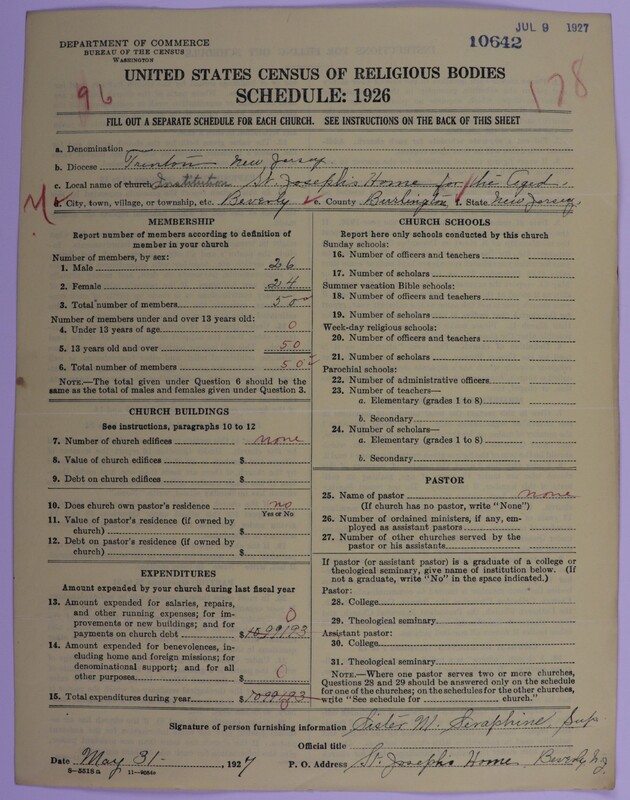 JUL 9 1927
DEPARTMENT OF COMMERCE
BUREAU OF THE CENSUS
WASHINGTON
10642
UNITED STATES CENSUS OF RELIGIOUS BODIES
96
SCHEDULE: 1926
178
FILL OUT A SEPARATE SCHEDULE FOR EACH CHURCH. SEE INSTRUCTIONS ON THE BACK OF THIS SHEET
a. Denomination
b. Diocese Trenton New Jersey
c. Local name of church Institution St. Joseph's Home for the Aged.
d. City, town, village, or township, etc. Beverly e. County Burlington f. State New Jersey
MEMBERSHIP
Report number of members according to definition of
member in your church
Number of members, by sex:
1. Male 26
2. Female 24
3. Total number of members 50
Number of members under and over 13 years old:
4. Under 13 years of age 0
5. 13 years old and over 50
6. Total number of members 50
NOTE.—The total given under Question 6 should be the
same as the total of males and females given under Question 3.
CHURCH BUILDINGS
See instructions, paragraphs 10 to 12
7. Number of church edifices none
8. Value of church edifices $
9. Debt on church edifices $
10. Does church own pastor's residence no
Yes or No
11. Value of pastor's residence (if owned by
church) $
12. Debt on pastor's residence (if owned by
church) $
EXPENDITURES
Amount expended by your church during last fiscal year
13. Amount expended for salaries, repairs,
and other running expenses; for im-
provements or new buildings; and for
payments on church debt $ 1099193 0
14. Amount expended for benevolences, in-
cluding home and foreign missions; for
denominational support; and for all
other purposes $ 0
15. Total expenditures during year $ 1099193
CHURCH SCHOOLS
Report here only schools conducted by this church
Sunday schools:
16. Number of officers and teachers
17. Number of scholars
Summer vacation Bible schools:
18. Number of officers and teachers
19. Number of scholars
Week-day religious schools:
20. Number of officers and teachers
21. Number of scholars
Parochial schools:
22. Number of administrative officers
23. Number of teachers—
a. Elementary (grades 1 to 8)
b. Secondary
24. Number of scholars—
a. Elementary (grades 1 to 8)
b. Secondary
PASTOR
25. Name of pastor none
(If church has no pastor, write "None")
26. Number of ordained ministers, if any, em-
ployed as assistant pastors
27. Number of other churches served by the
pastor or his assistants
If pastor (or assistant pastor) is a graduate of a college or
theological seminary, give name of institution below. (If
not a graduate, write "No" in the space indicated.)
Pastor:
28. College
29. Theological seminary
Assistant pastor:
30. College
31. Theological seminary
NOTE.—Where one pastor serves two or more churches,
Questions 28 and 29 should be answered only on the schedule
for one of the churches; on the schedules for the other churches,
write "See schedule for church."
Signature of person furnishing information Sister M. Seraphine Sup.
Official title
Date May 31- , 1927 P. O. Address St. Joseph's Home, Beverly N.J.
8-5518a